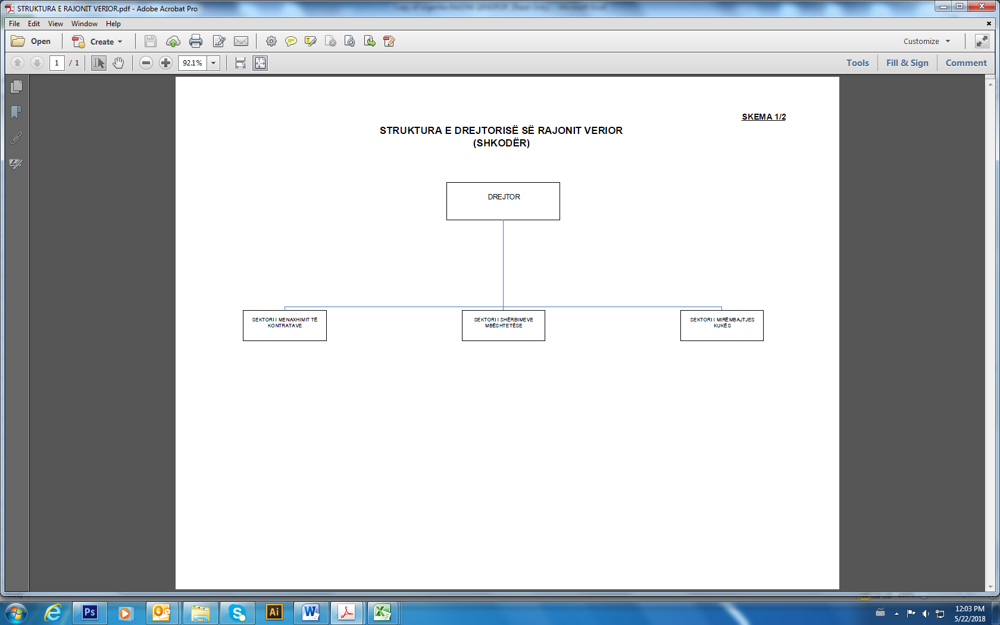 STRUKTURA E RAJONIT VERIOR.pdf - Adobe Acrobat Pro
File Edit View Window Help
Open Create Customize
1 / 1 92.1% Tools Fill & Sign Comment
SKEMA 1/2
STRUKTURA E DREJTORISË SË RAJONIT VERIOR
(SHKODËR)
DREJTOR
SEKTORI I MENAXHIMIT TË
KONTRATAVE
SEKTORI I SHËRBIMEVE
MBËSHTETËSE
SEKTORI I MIRËMBAJTJES
KUKËS
Ps
Ai
12:03 PM
5/22/2018